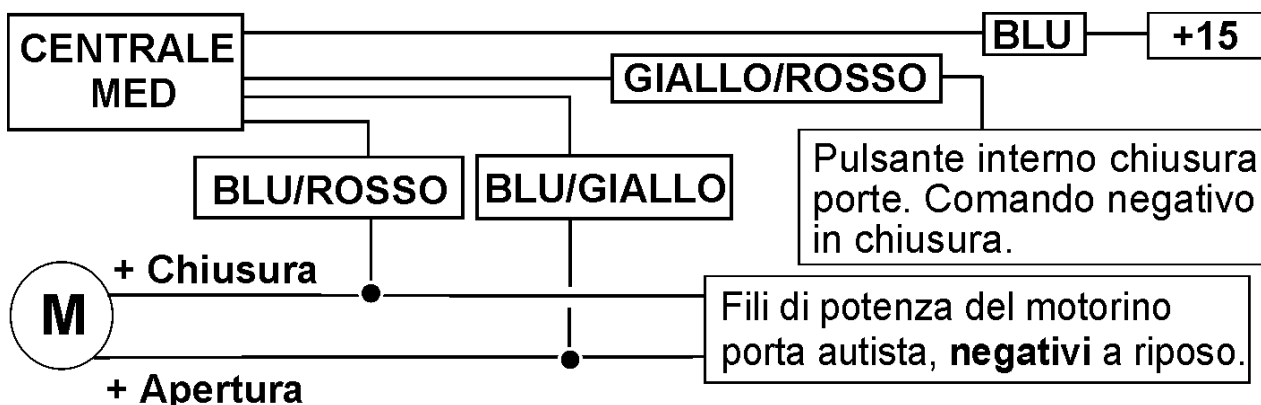 CENTRALE
MED
BLU
+15
GIALLO/ROSSO
BLU/ROSSO
BLU/GIALLO
Pulsante interno chiusura
porte. Comando negativo
in chiusura.
+ Chiusura
M
Fili di potenza del motorino
porta autista, negativi a riposo.
+ Apertura